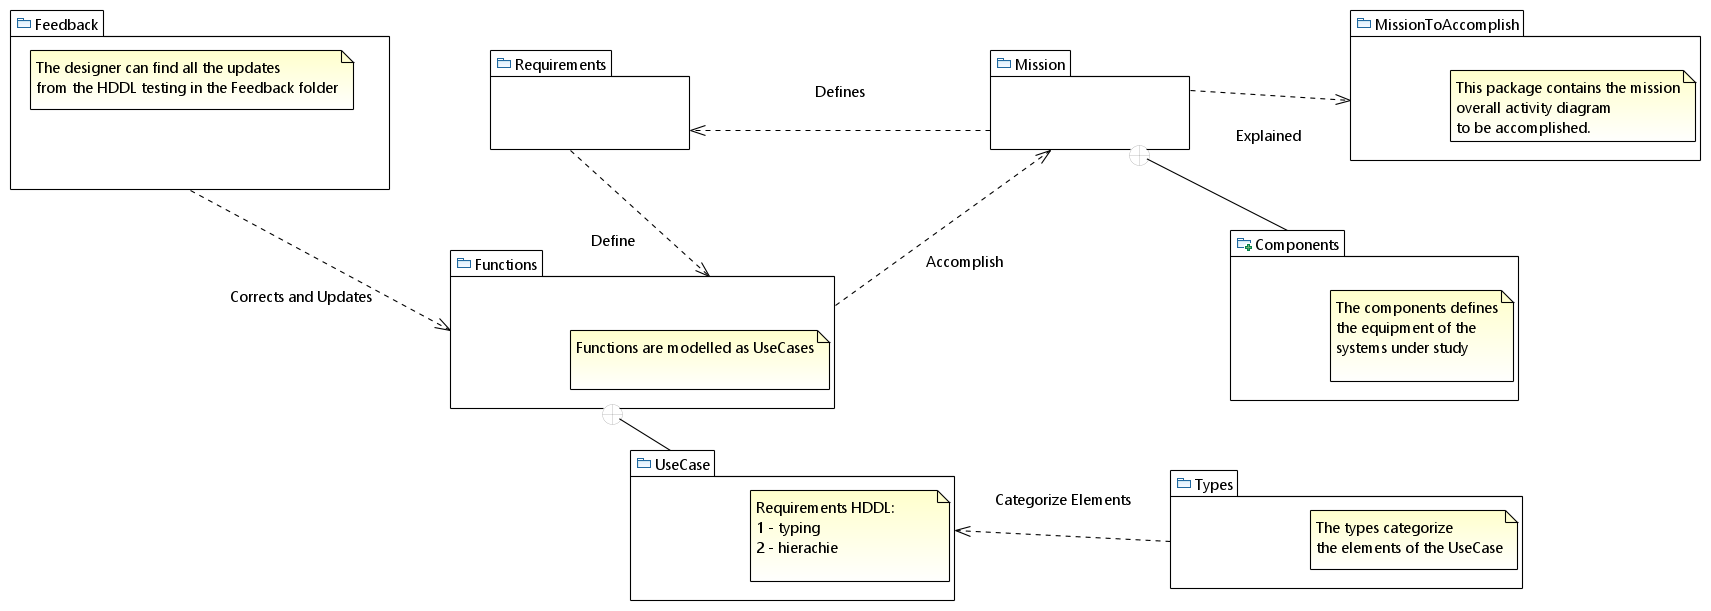 Feedback
The designer can find all the updates
from the HDDL testing in the Feedback folder
Requirements
Mission
MissionToAccomplish
This package contains the mission
overall activity diagram
to be accomplished.
Defines
Explained
Define
Accomplish
Corrects and Updates
Functions
Functions are modelled as UseCases
Components
The components defines
the equipment of the
systems under study
UseCase
Requirements HDDL:
1 - typing
2 - hierachie
Categorize Elements
Types
The types categorize
the elements of the UseCase